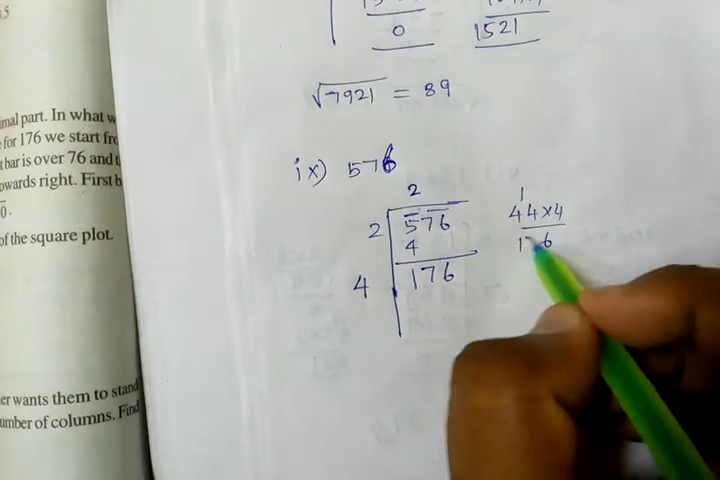 0
1521
√7921 = 89
ix) 576
2
2 576
4
4 176
1
44×4
176
imal part. In what
for 176 we start
bar is over 76 and
owards right. First
of the square plot.
er wants them to stand
umber of columns. Find